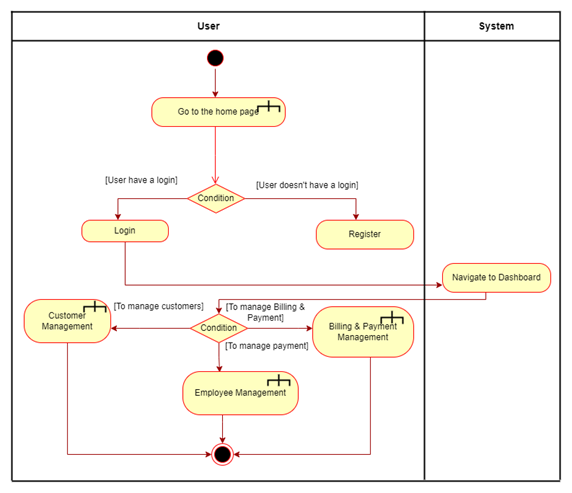 User
System
Go to the home page
[User have a login]
[User doesn't have a login]
Condition
Login
Register
Navigate to Dashboard
[To manage customers]
[To manage Billing &
Payment]
Customer
Management
Condition
Billing & Payment
Management
[To manage payment]
Employee Management